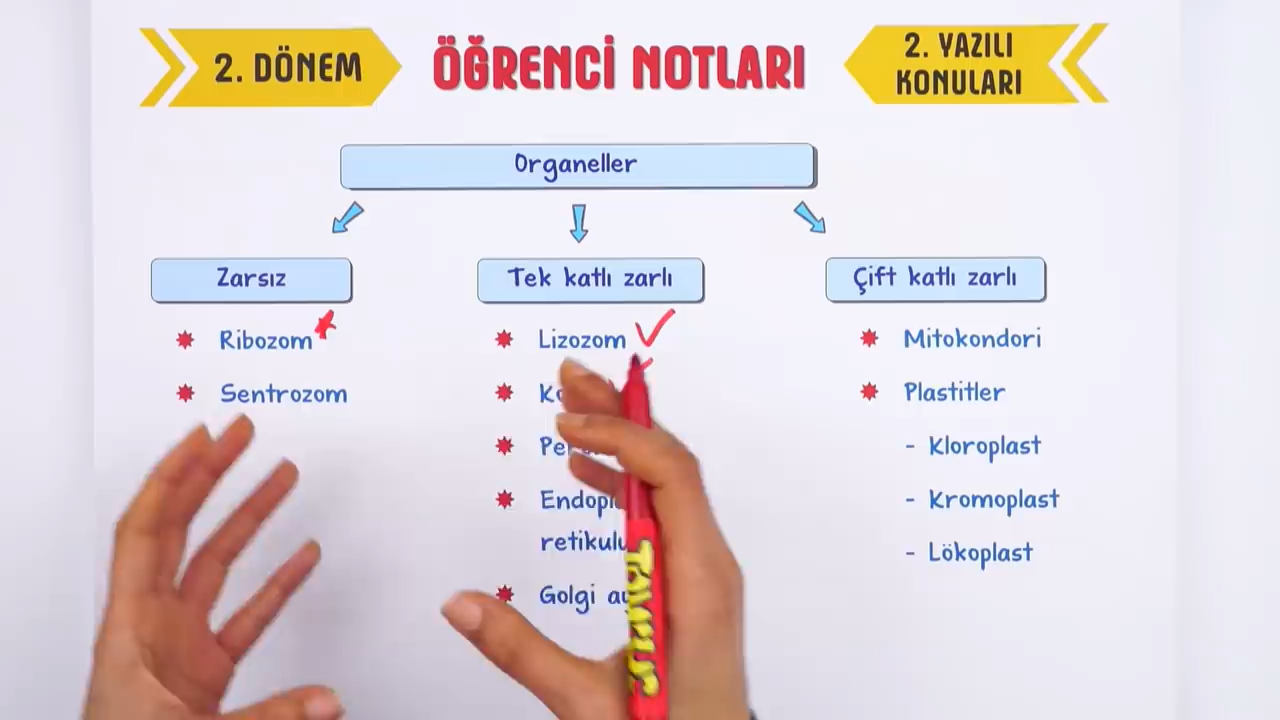 2. DÖNEM
ÖĞRENCİ NOTLARI
2. YAZILI
KONULARI
Organeller
Zarsız
Ribozom
Sentrozom
Tek katlı zarlı
Lizozom
Golgi
Çift katlı zarlı
Mitokondori
Plastitler
- Kloroplast
- Kromoplast
- Lökoplast